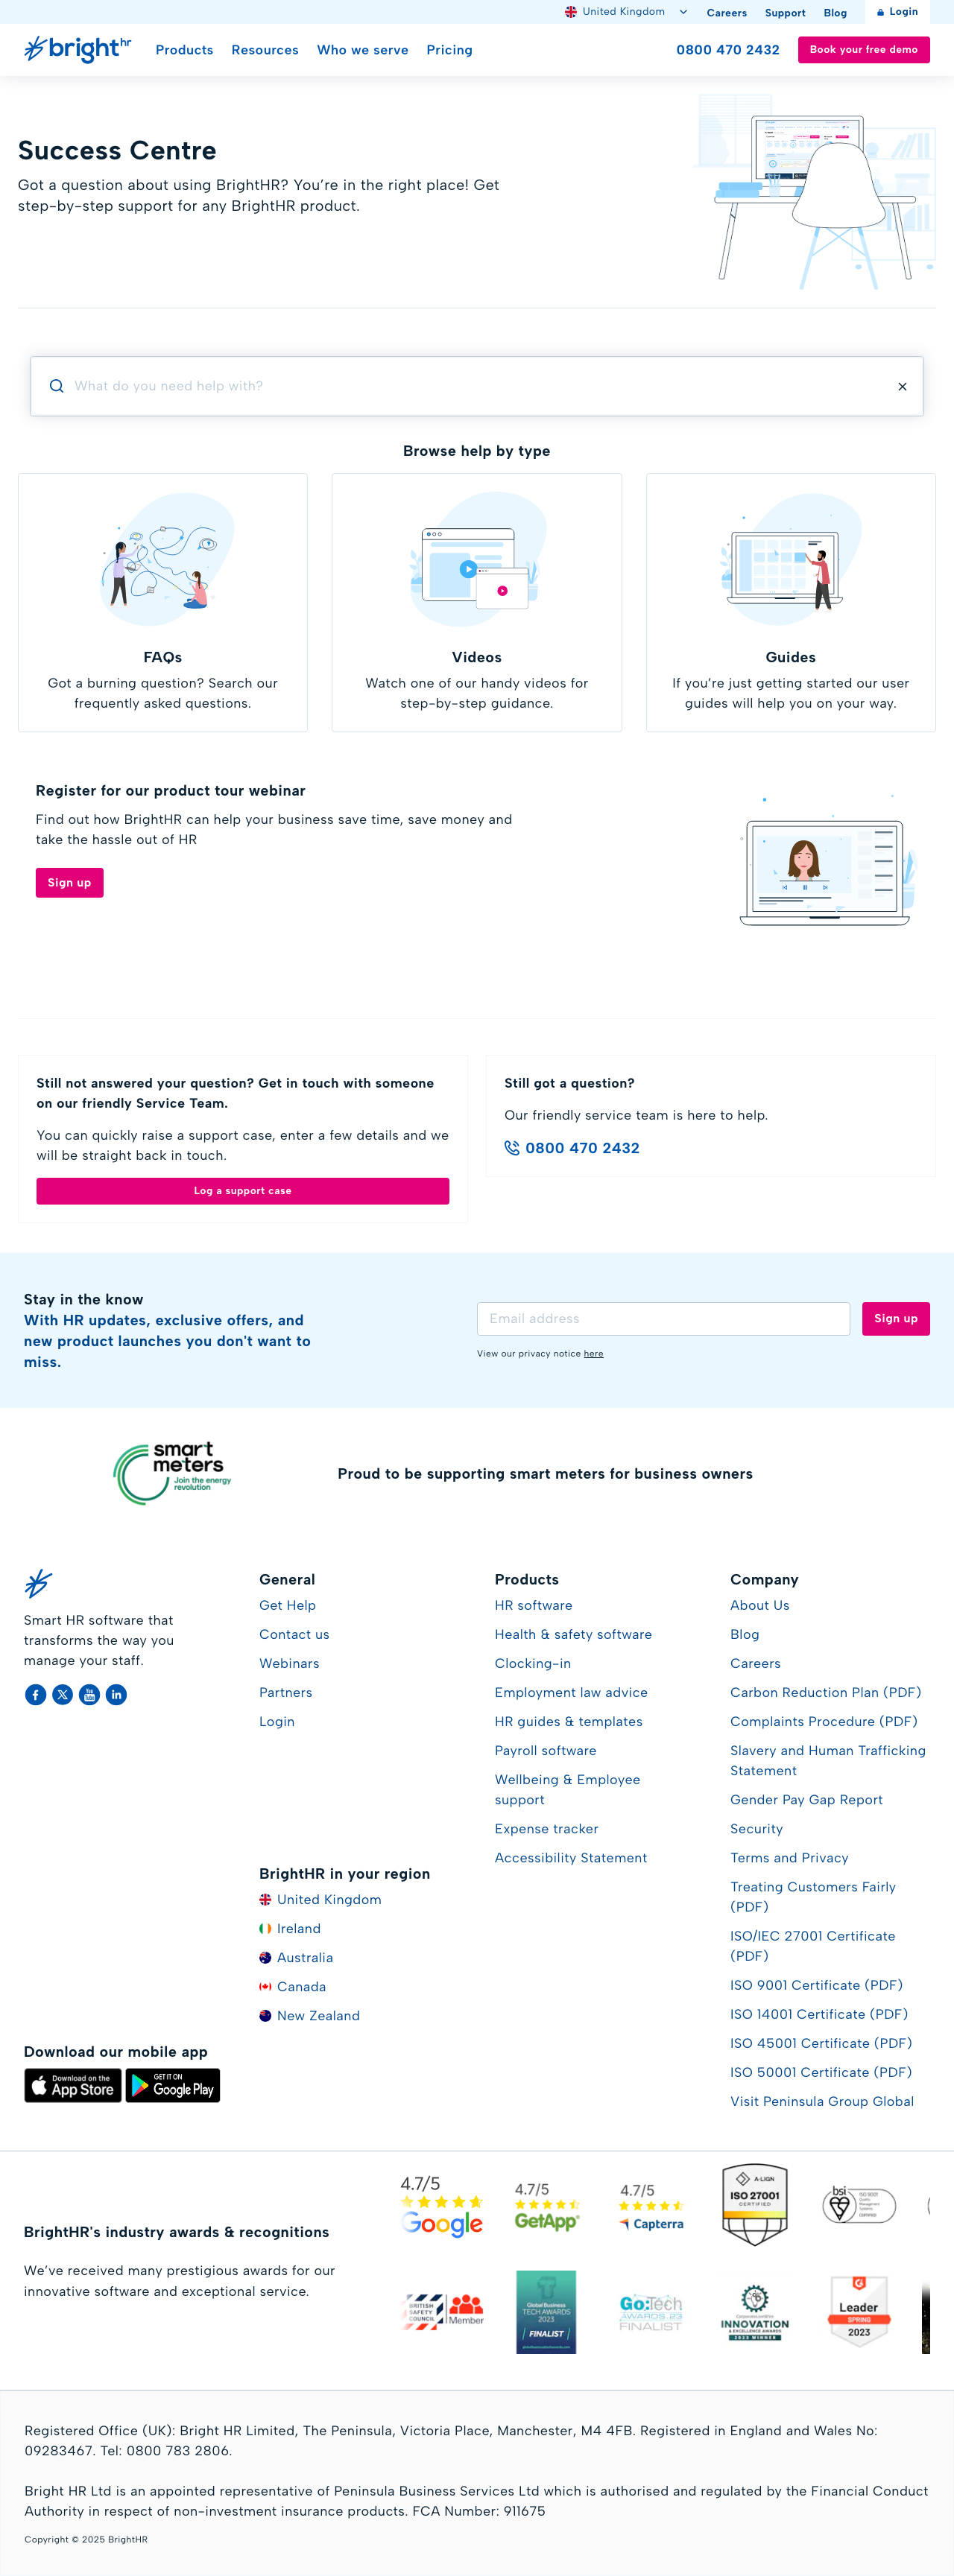 United Kingdom
Careers
Support
Blog
Login
brighthr
Products
Resources
Who we serve
Pricing
0800 470 2432
Book your free demo
Success Centre
Got a question about using BrightHR? You’re in the right place! Get
step-by-step support for any BrightHR product.
What do you need help with?
Browse help by type
FAQs
Got a burning question? Search our
frequently asked questions.
Videos
Watch one of our handy videos for
step-by-step guidance.
Guides
If you’re just getting started our user
guides will help you on your way.
Register for our product tour webinar
Find out how BrightHR can help your business save time, save money and
take the hassle out of HR
Sign up
Still not answered your question? Get in touch with someone
on our friendly Service Team.
You can quickly raise a support case, enter a few details and we
will be straight back in touch.
Log a support case
Still got a question?
Our friendly service team is here to help.
0800 470 2432
Stay in the know
With HR updates, exclusive offers, and
new product launches you don't want to
miss.
Email address
Sign up
View our privacy notice here
smart
meters
Join the energy
revolution
Proud to be supporting smart meters for business owners
Smart HR software that
transforms the way you
manage your staff.
General
Get Help
Contact us
Webinars
Partners
Login
BrightHR in your region
United Kingdom
Ireland
Australia
Canada
New Zealand
Products
HR software
Health & safety software
Clocking-in
Employment law advice
HR guides & templates
Payroll software
Wellbeing & Employee
support
Expense tracker
Accessibility Statement
Company
About Us
Blog
Careers
Carbon Reduction Plan (PDF)
Complaints Procedure (PDF)
Slavery and Human Trafficking
Statement
Gender Pay Gap Report
Security
Terms and Privacy
Treating Customers Fairly
(PDF)
ISO/IEC 27001 Certificate
(PDF)
ISO 9001 Certificate (PDF)
ISO 14001 Certificate (PDF)
ISO 45001 Certificate (PDF)
ISO 50001 Certificate (PDF)
Visit Peninsula Group Global
Download our mobile app
Download on the
App Store
GET IT ON
Google Play
BrightHR's industry awards & recognitions
We’ve received many prestigious awards for our
innovative software and exceptional service.
4.7/5
Google
4.7/5
GetApp
4.7/5
Capterra
A-LIGN
ISO 27001
CERTIFIED
bsi
BRITISH
SAFETY
COUNCIL
Member
Global Business
TECH AWARDS
2023
FINALIST
Go:Tech
AWARDS 23
FINALIST
INNOVATION
& EXCELLENCE AWARDS
2023 WINNER
Leader
SPRING
2023
Registered Office (UK): Bright HR Limited, The Peninsula, Victoria Place, Manchester, M4 4FB. Registered in England and Wales No:
09283467. Tel: 0800 783 2806.
Bright HR Ltd is an appointed representative of Peninsula Business Services Ltd which is authorised and regulated by the Financial Conduct
Authority in respect of non-investment insurance products. FCA Number: 911675
Copyright © 2025 BrightHR